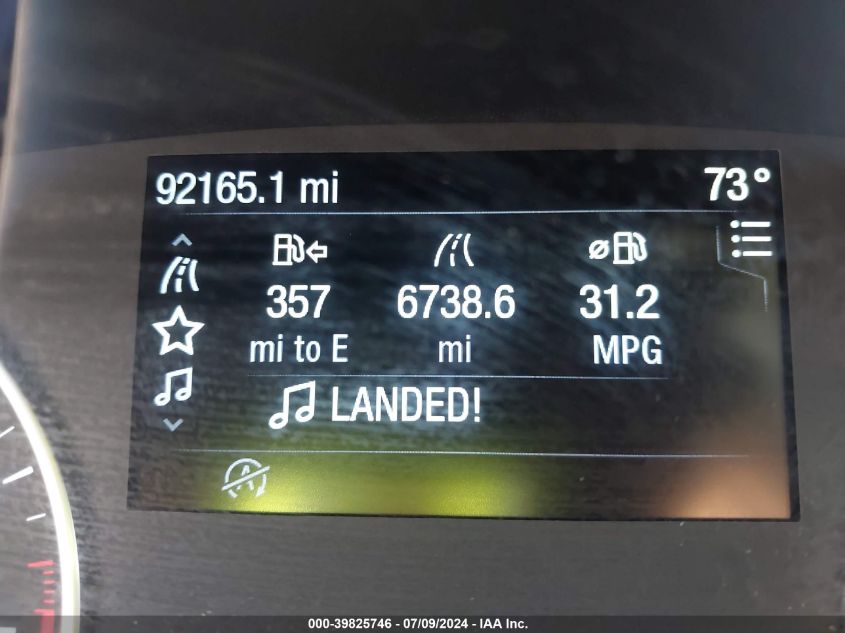 92165.1 mi 73°
357 6738.6 ⌀ 31.2
mi to E mi MPG
LANDED!
A
000-39825746 - 07/09/2024 - IAA Inc.